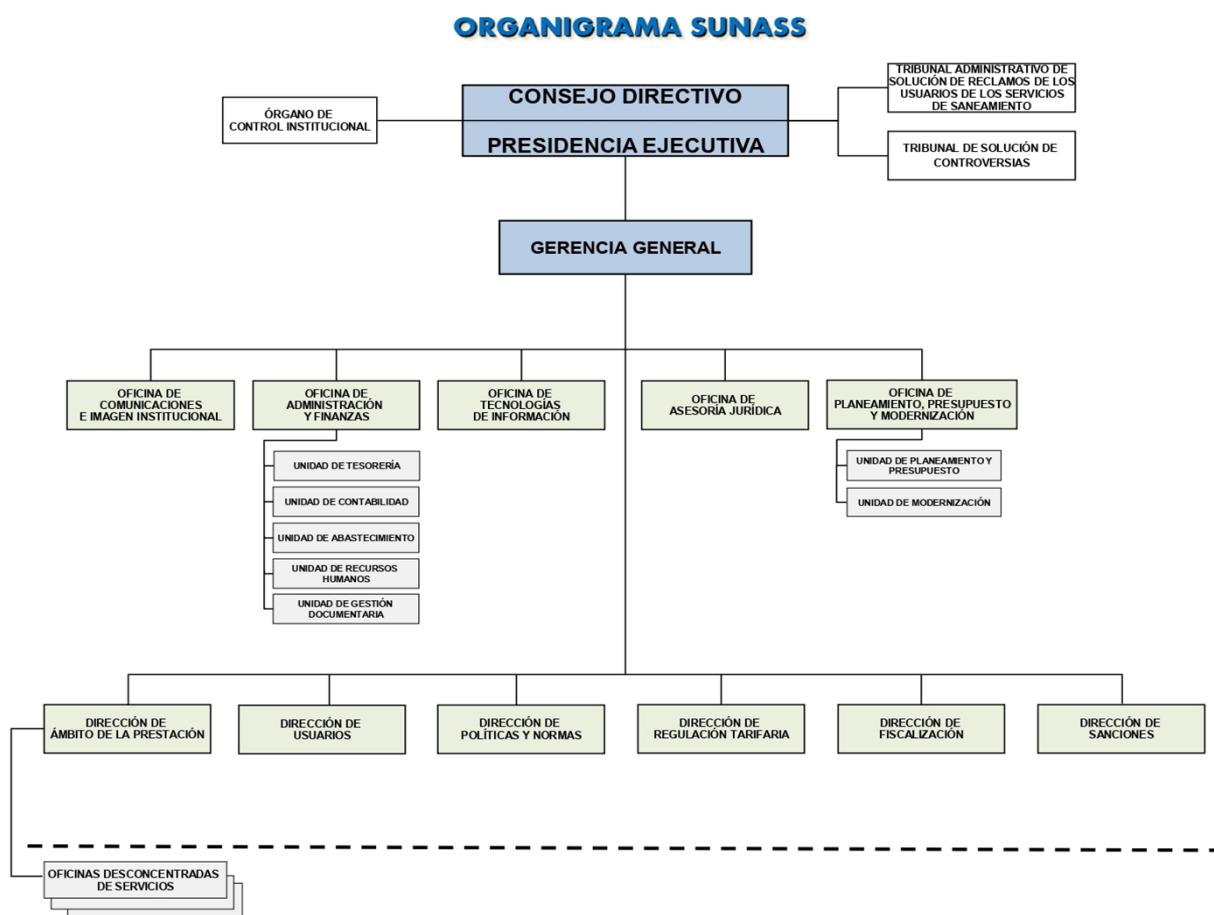 ORGANIGRAMA SUNASS
CONSEJO DIRECTIVO
PRESIDENCIA EJECUTIVA
ÓRGANO DE
CONTROL INSTITUCIONAL
TRIBUNAL ADMINISTRATIVO DE
SOLUCIÓN DE RECLAMOS DE LOS
USUARIOS DE LOS SERVICIOS
DE SANEAMIENTO
TRIBUNAL DE SOLUCIÓN DE
CONTROVERSIAS
GERENCIA GENERAL
OFICINA DE
COMUNICACIONES
E IMAGEN INSTITUCIONAL
OFICINA DE
ADMINISTRACIÓN
Y FINANZAS
OFICINA DE
TECNOLOGÍAS
DE INFORMACIÓN
OFICINA DE
ASESORÍA JURÍDICA
OFICINA DE
PLANEAMIENTO, PRESUPUESTO
Y MODERNIZACIÓN
UNIDAD DE TESORERÍA
UNIDAD DE CONTABILIDAD
UNIDAD DE ABASTECIMIENTO
UNIDAD DE RECURSOS
HUMANOS
UNIDAD DE GESTIÓN
DOCUMENTARIA
UNIDAD DE PLANEAMIENTO Y
PRESUPUESTO
UNIDAD DE MODERNIZACIÓN
DIRECCIÓN DE
ÁMBITO DE LA PRESTACIÓN
DIRECCIÓN DE
USUARIOS
DIRECCIÓN DE
POLÍTICAS Y NORMAS
DIRECCIÓN DE
REGULACIÓN TARIFARIA
DIRECCIÓN DE
FISCALIZACIÓN
DIRECCIÓN DE
SANCIONES
OFICINAS DESCONCENTRADAS
DE SERVICIOS